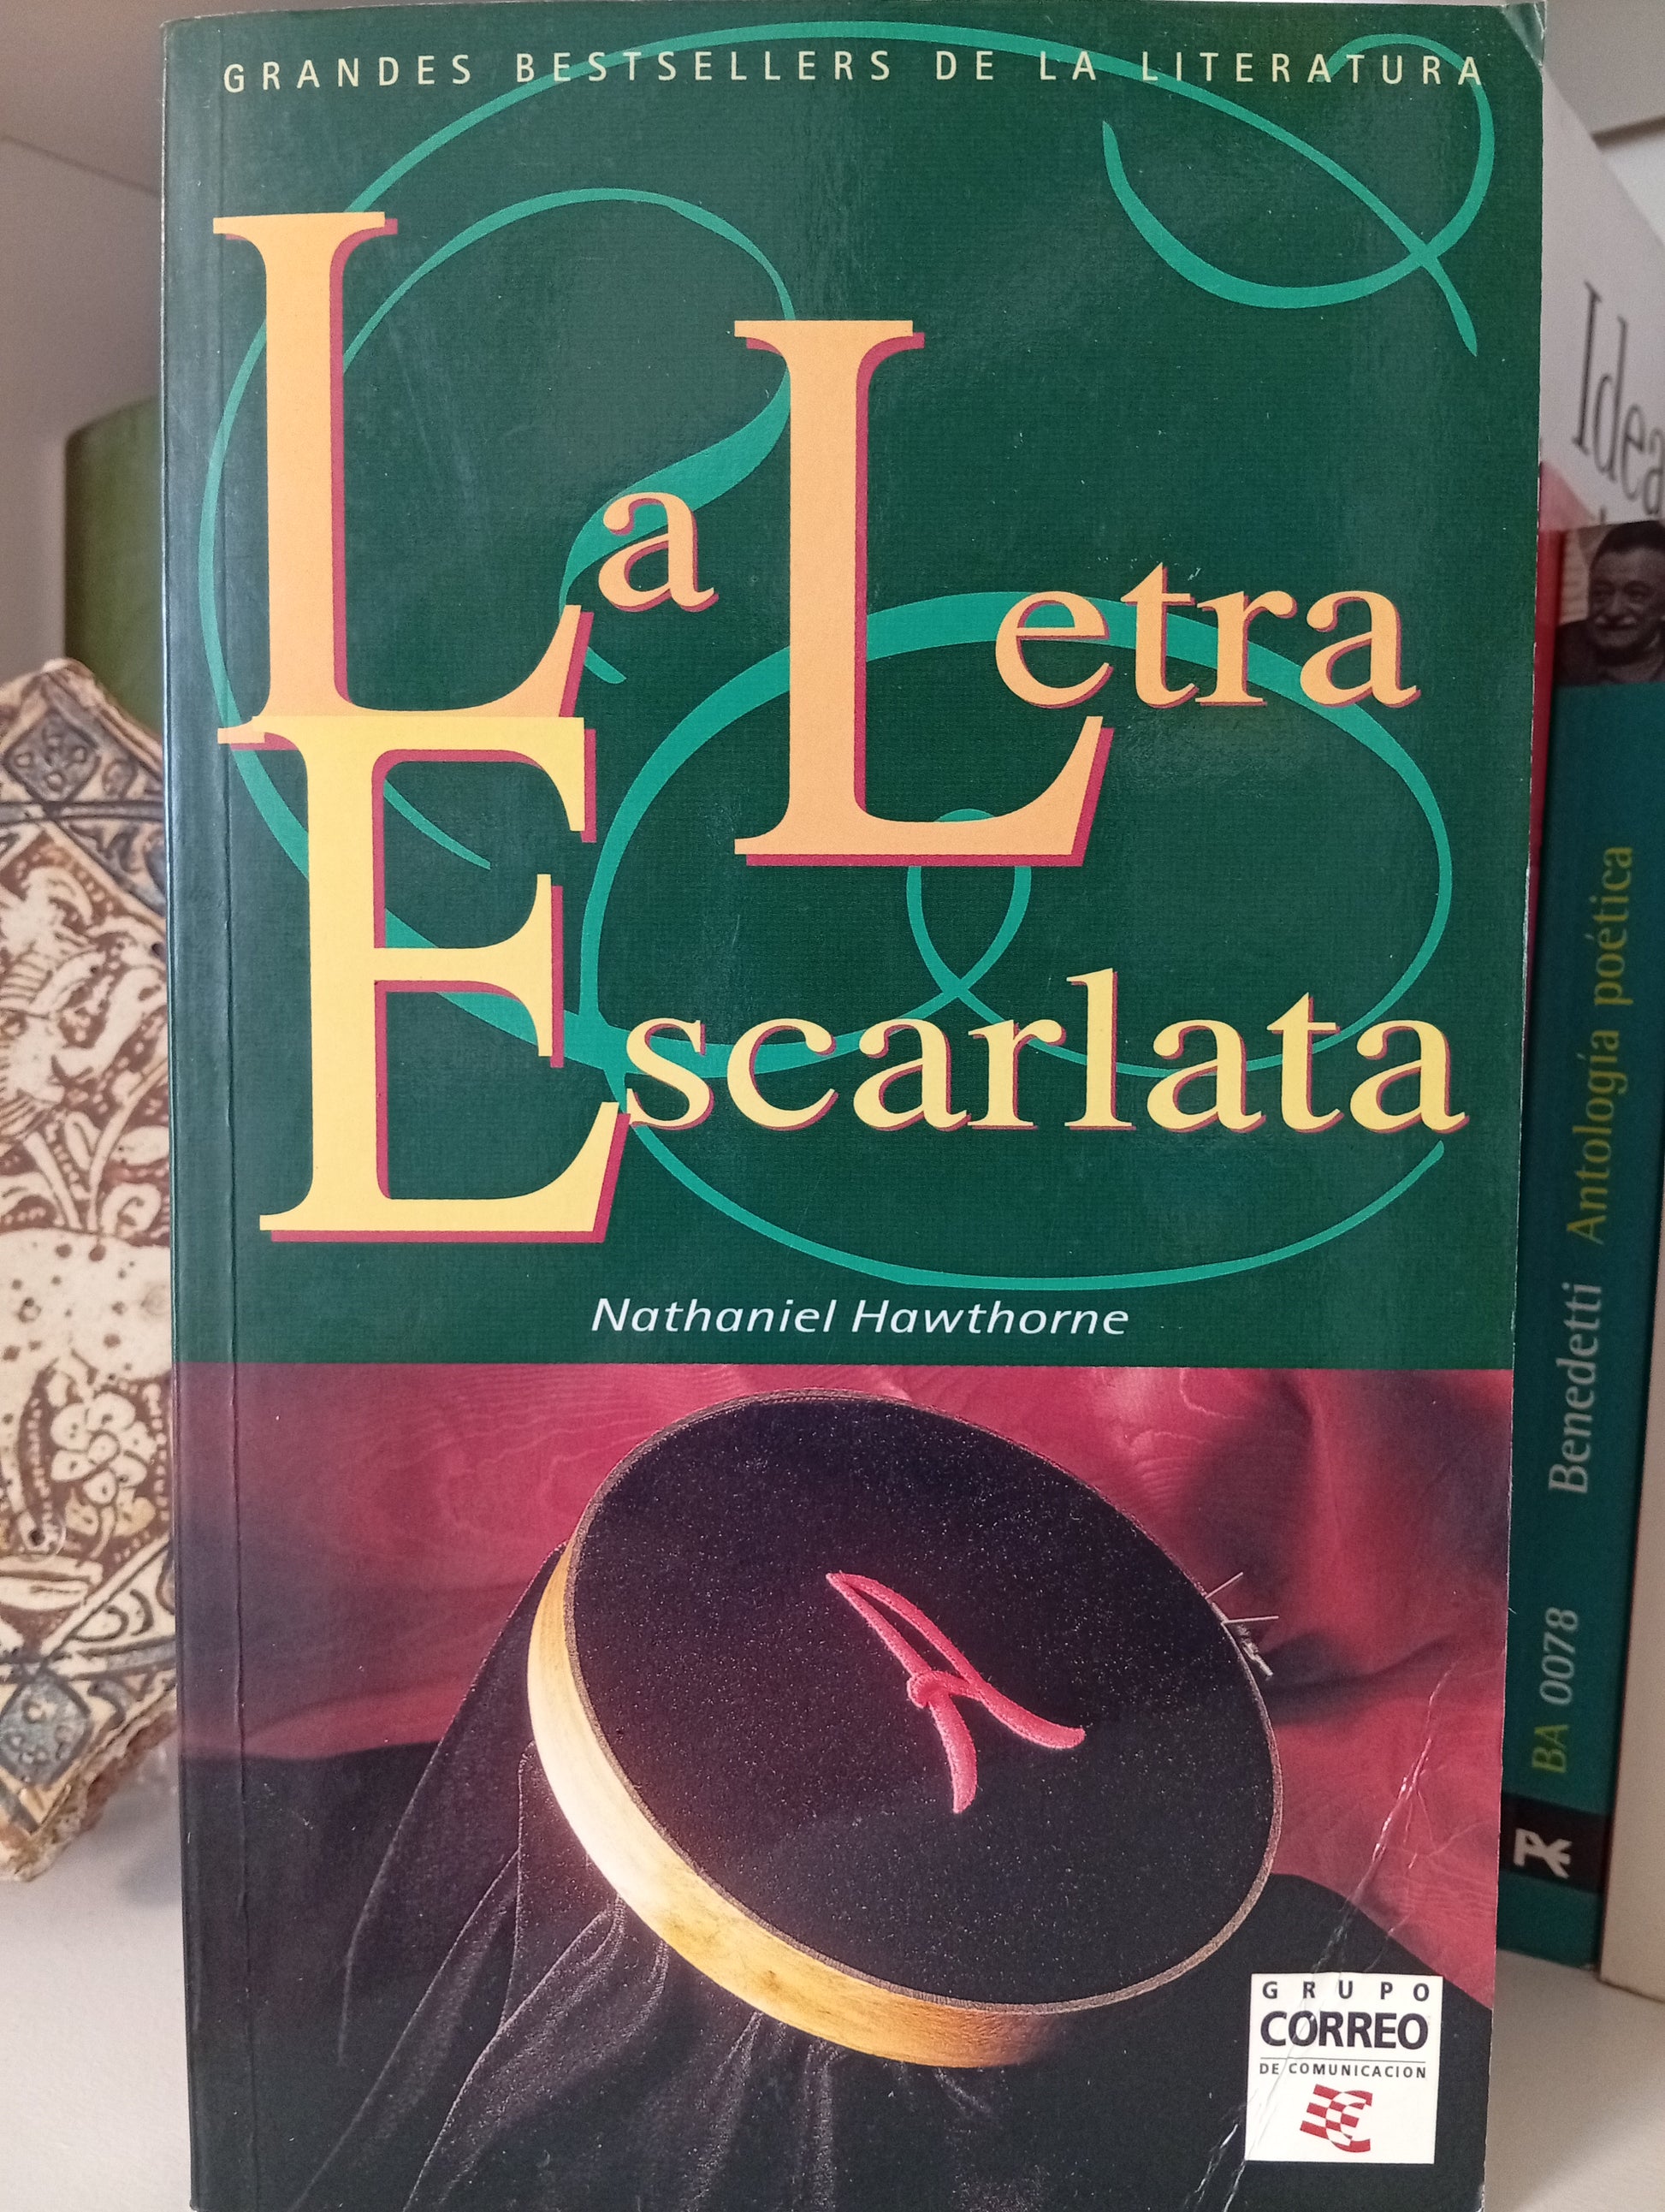 GRANDES BESTSELLERS DE LA LITERATURA
La Letra
Escarlata
Nathaniel Hawthorne
A
GRUPO
CORREO
DE COMUNICACION
BA 0078 Benedetti Antología poética